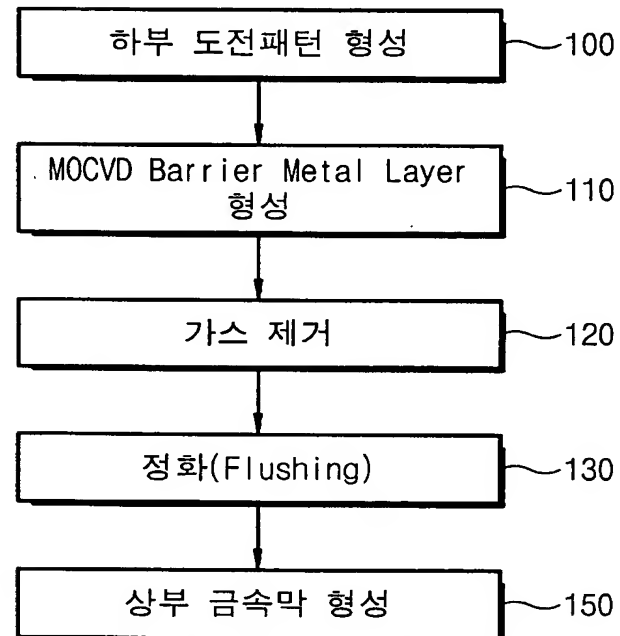 하부 도전패턴 형성
100
MOCVD Barrier Metal Layer
형성
110
가스 제거
120
정화(Flushing)
130
상부 금속막 형성
150